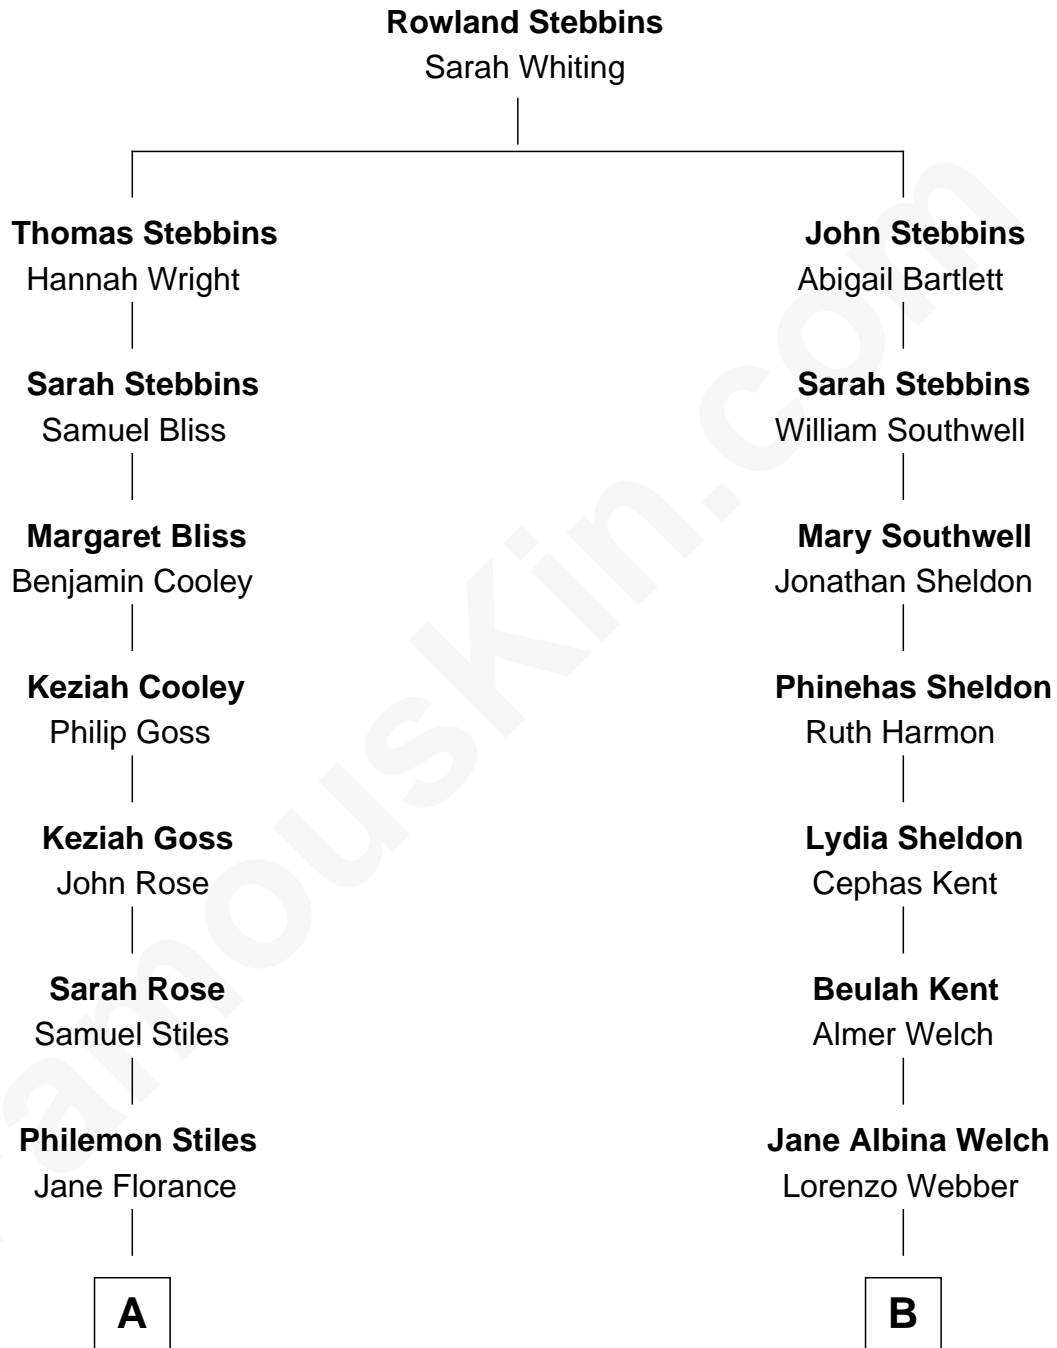 Rowland Stebbins
Sarah Whiting
Thomas Stebbins
Hannah Wright
John Stebbins
Abigail Bartlett
Sarah Stebbins
Samuel Bliss
Sarah Stebbins
William Southwell
Margaret Bliss
Benjamin Cooley
Mary Southwell
Jonathan Sheldon
Keziah Cooley
Philip Goss
Phinehas Sheldon
Ruth Harmon
Keziah Goss
John Rose
Lydia Sheldon
Cephas Kent
Sarah Rose
Samuel Stiles
Beulah Kent
Almer Welch
Philemon Stiles
Jane Florance
Jane Albina Welch
Lorenzo Webber
A
B
FamousKin.com